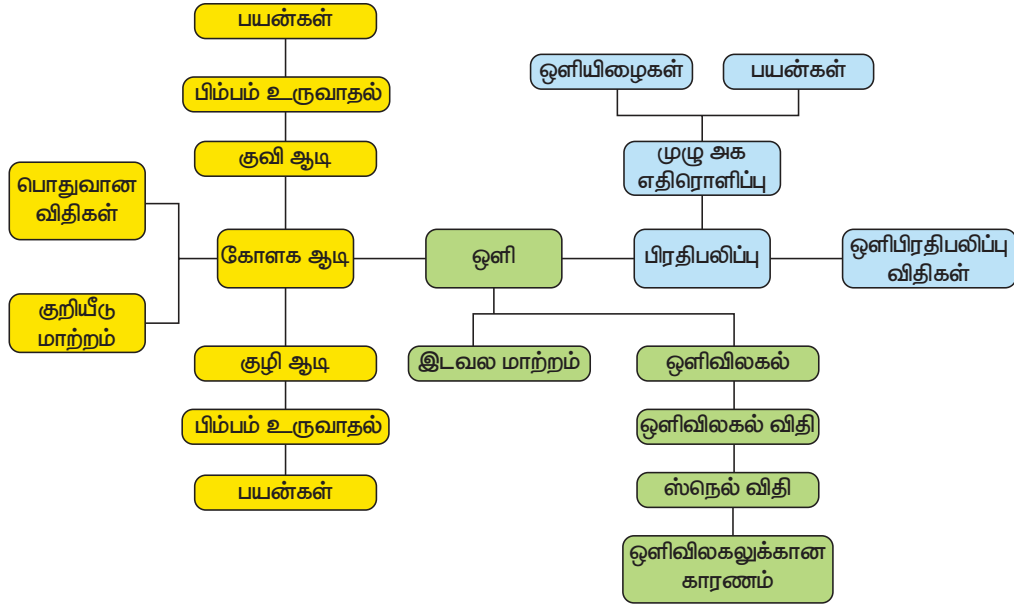 பயன்கள்
பிம்பம் உருவாதல்
குவி ஆடி
பொதுவான
விதிகள்
கோளக ஆடி
குறியீடு
மாற்றம்
குழி ஆடி
பிம்பம் உருவாதல்
பயன்கள்
ஒளி
இடவல மாற்றம்
ஒளியிழைகள்
பயன்கள்
முழு அக
எதிரொளிப்பு
பிரதிபலிப்பு
ஒளிபிரதிபலிப்பு
விதிகள்
ஒளிவிலகல்
ஒளிவிலகல் விதி
ஸ்நெல் விதி
ஒளிவிலகலுக்கான
காரணம்